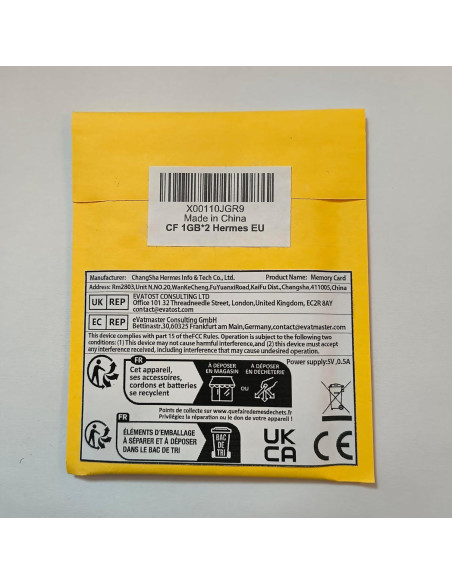 X00110JGR9
Made in China
CF 1GB*2 Hermes EU
Manufacturer: ChangSha Hermes Info & Tech Co., Ltd. Product Name: Memory Card
Address: Rm2803,Unit N,NO.20,WanKeCheng,FuYuanxiRoad,KaiFu Dist.,Changsha,411005,China
UK REP EVATOST CONSULTING LTD
Office 101 32 Threadneedle Street, London,United Kingdom, EC2R 8AY
contact@evatost.com
EC REP eVatmaster Consulting GmbH
Bettinastr.30,60325 Frankfurt am Main,Germany,contact@evatmaster.com
This device complies with part 15 of theFCC Rules. Operation is subject to the following two
conditions: (1) This device may not cause harmful interference,and (2) this device must accept any
interference that may cause undesired operation.
Power supply:5V ,0.5A
FR
Cet appareil,
ses accessoires,
cordons et batteries
se recyclent
À DÉPOSER
EN MAGASIN
OU
À DÉPOSER
EN DÉCHÈTERIE
Points de collecte sur www.quefairedemesdechets.fr
Privilégiez la réparation ou le don de votre appareil !
FR
ÉLÉMENTS D'EMBALLAGE
À SÉPARER ET À DÉPOSER
DANS LE BAC DE TRI
BAC
DE
TRI
UK
CA
CE